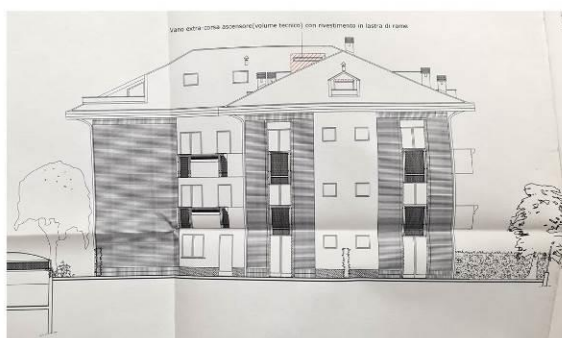 Vano extra-corsa ascensore(volume tecnico) con rivestimento in lastra di rame.